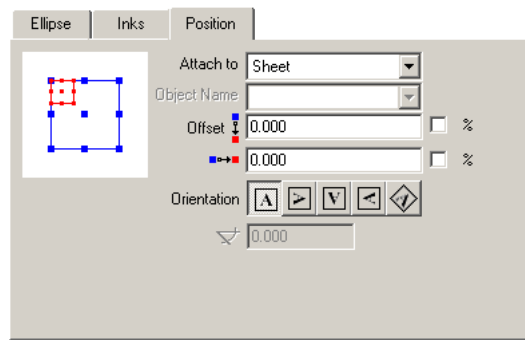 Ellipse Inks Position
Attach to Sheet
Object Name
Offset 0.000 %
0.000 %
Orientation A A A A A
0.000